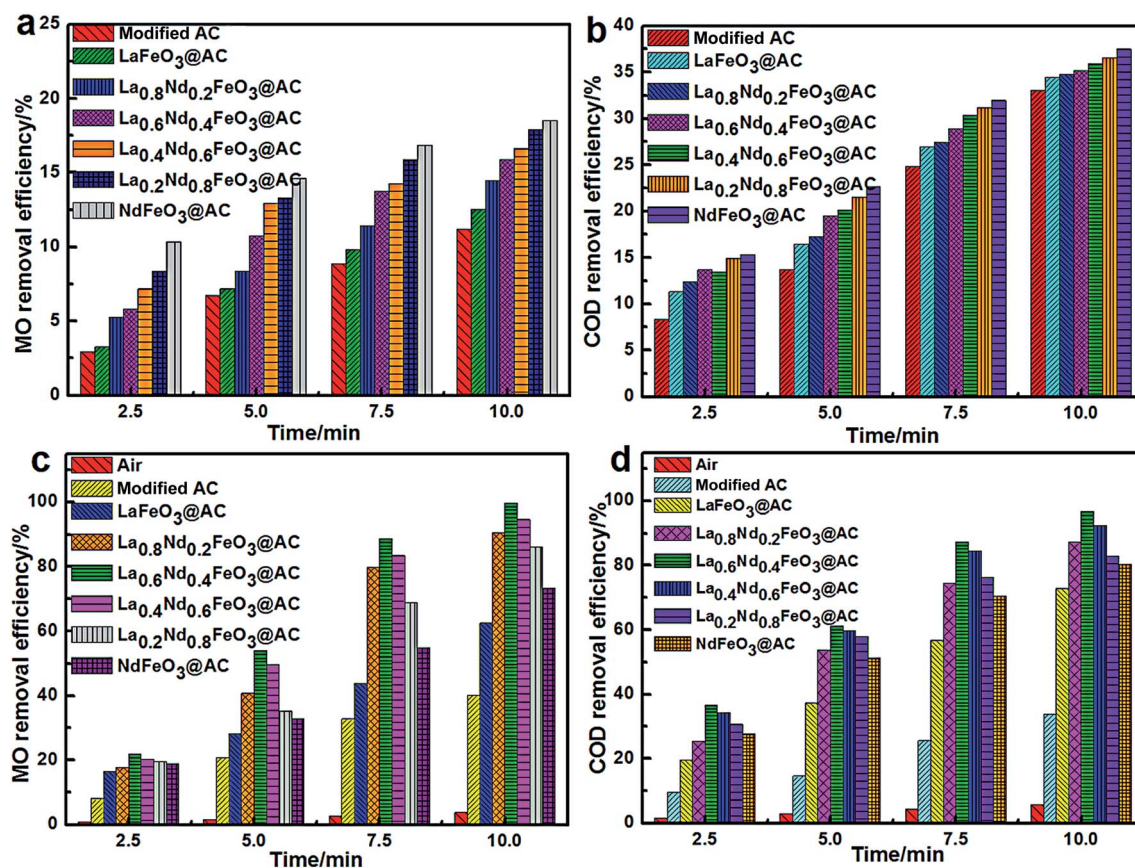 a
25
20
15
10
5
0
MO removal efficiency/%
Modified AC
LaFeO₃@AC
La₀.₈Nd₀.₂FeO₃@AC
La₀.₆Nd₀.₄FeO₃@AC
La₀.₄Nd₀.₆FeO₃@AC
La₀.₂Nd₀.₈FeO₃@AC
NdFeO₃@AC
2.5 5.0 7.5 10.0
Time/min
b
40
35
30
25
20
15
10
5
0
COD removal efficiency/%
Modified AC
LaFeO₃@AC
La₀.₈Nd₀.₂FeO₃@AC
La₀.₆Nd₀.₄FeO₃@AC
La₀.₄Nd₀.₆FeO₃@AC
La₀.₂Nd₀.₈FeO₃@AC
NdFeO₃@AC
2.5 5.0 7.5 10.0
Time/min
c
100
80
60
40
20
0
MO removal efficiency/%
Air
Modified AC
LaFeO₃@AC
La₀.₈Nd₀.₂FeO₃@AC
La₀.₆Nd₀.₄FeO₃@AC
La₀.₄Nd₀.₆FeO₃@AC
La₀.₂Nd₀.₈FeO₃@AC
NdFeO₃@AC
2.5 5.0 7.5 10.0
Time/min
d
100
80
60
40
20
0
COD removal efficiency/%
Air
Modified AC
LaFeO₃@AC
La₀.₈Nd₀.₂FeO₃@AC
La₀.₆Nd₀.₄FeO₃@AC
La₀.₄Nd₀.₆FeO₃@AC
La₀.₂Nd₀.₈FeO₃@AC
NdFeO₃@AC
2.5 5.0 7.5 10.0
Time/min